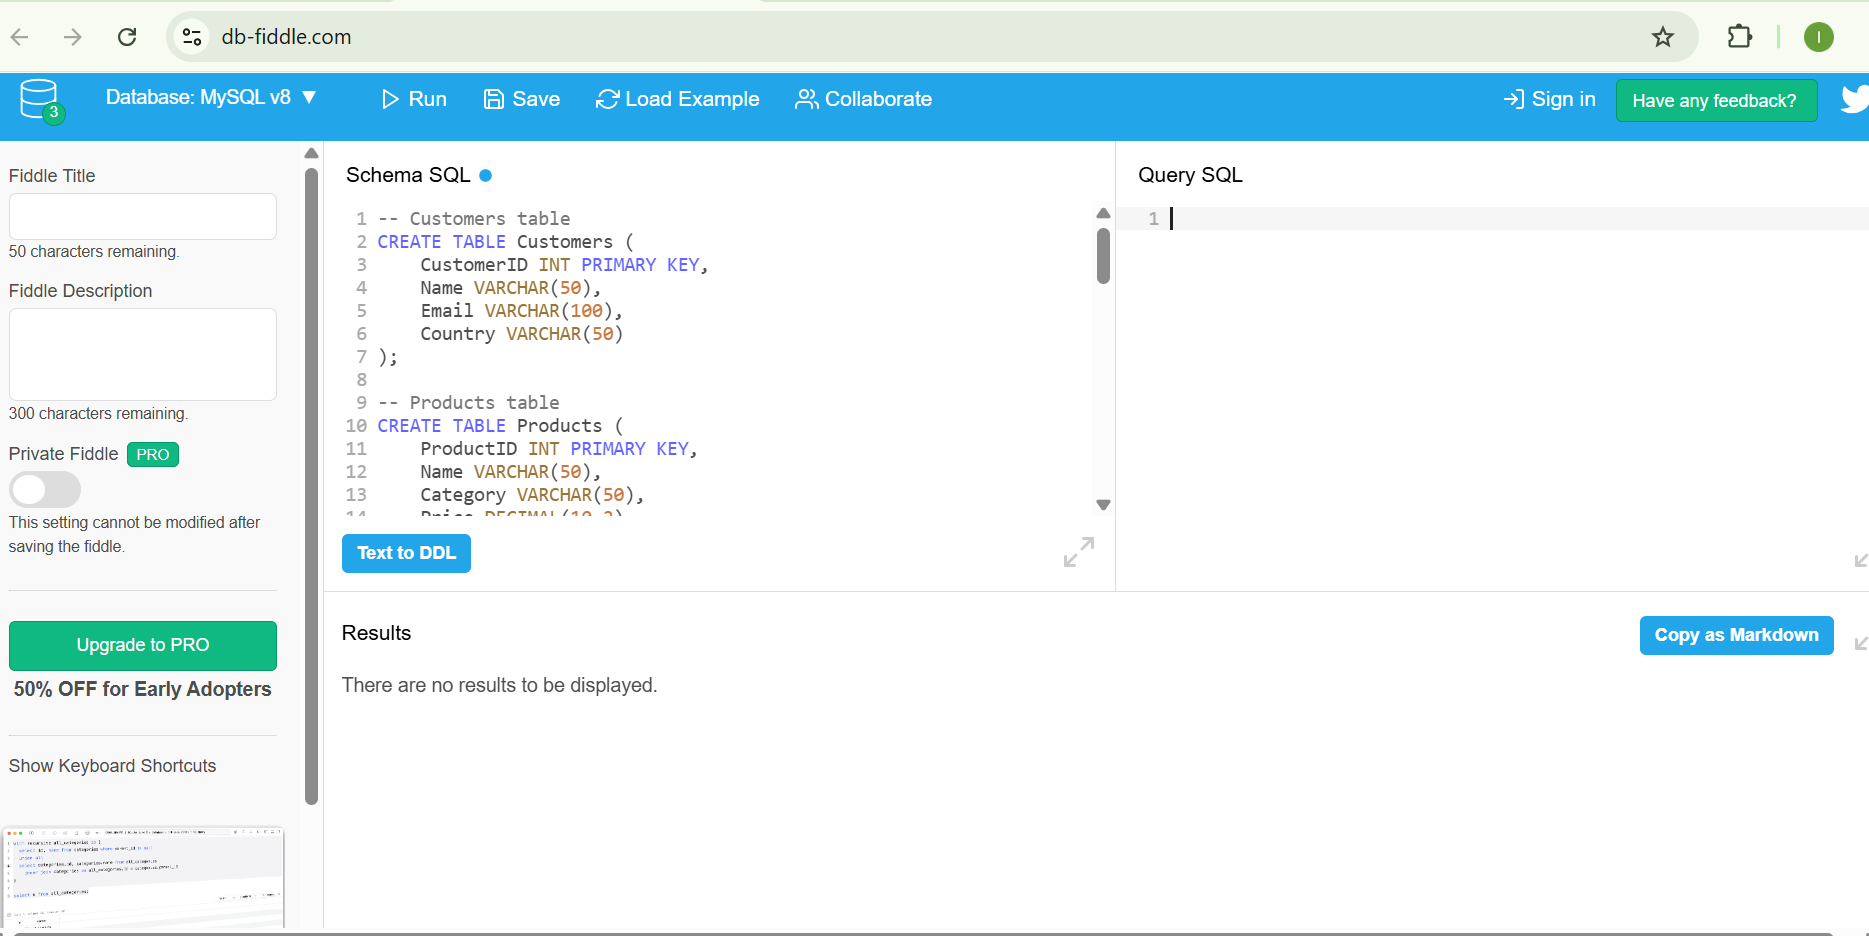 db-fiddle.com
I
3
Database: MySQL v8 ▼
Run
Save
Load Example
Collaborate
Sign in
Have any feedback?
Fiddle Title
50 characters remaining.
Fiddle Description
300 characters remaining.
Private Fiddle PRO
This setting cannot be modified after
saving the fiddle.
Upgrade to PRO
50% OFF for Early Adopters
Show Keyboard Shortcuts
Schema SQL
1 -- Customers table
2 CREATE TABLE Customers (
3     CustomerID INT PRIMARY KEY,
4     Name VARCHAR(50),
5     Email VARCHAR(100),
6     Country VARCHAR(50)
7 );
8
9 -- Products table
10 CREATE TABLE Products (
11     ProductID INT PRIMARY KEY,
12     Name VARCHAR(50),
13     Category VARCHAR(50),
14     Price DECIMAL(10,2)
Text to DDL
Query SQL
1
Results
Copy as Markdown
There are no results to be displayed.